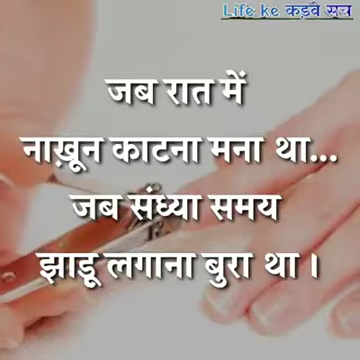 Life ke कड़वे सच
जब रात में
नाख़ून काटना मना था...
जब संध्या समय
झाडू लगाना बुरा था।